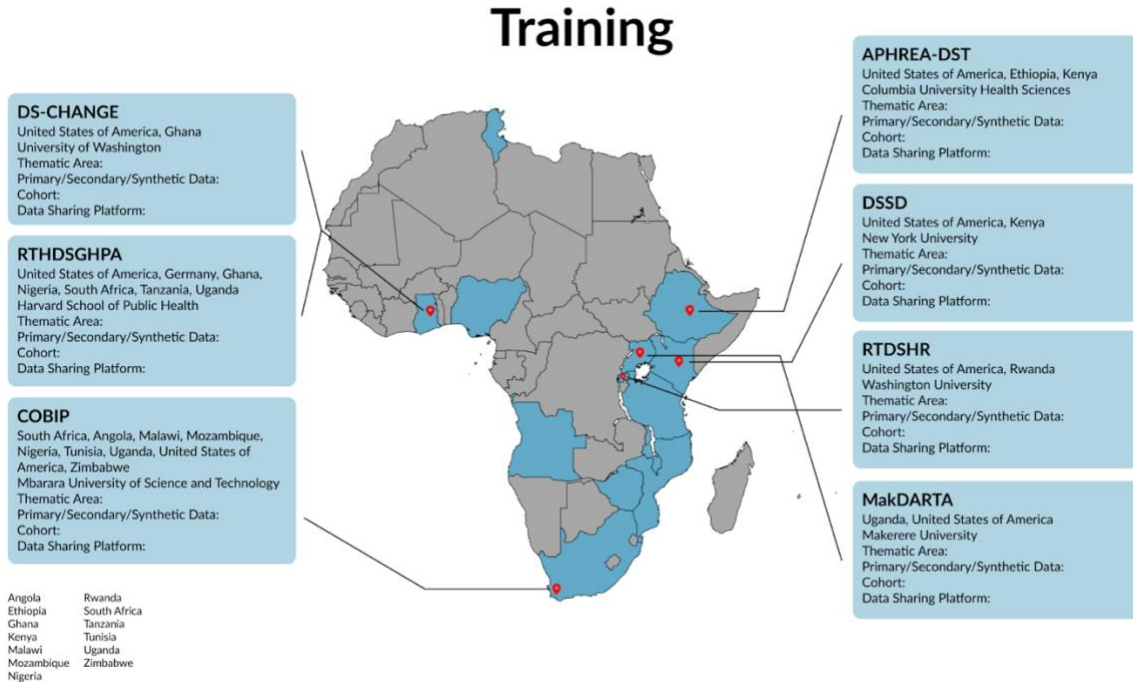 Training
DS-CHANGE
United States of America, Ghana
University of Washington
Thematic Area:
Primary/Secondary/Synthetic Data:
Cohort:
Data Sharing Platform:
RTHDSGHPA
United States of America, Germany, Ghana,
Nigeria, South Africa, Tanzania, Uganda
Harvard School of Public Health
Thematic Area:
Primary/Secondary/Synthetic Data:
Cohort:
Data Sharing Platform:
COBIP
South Africa, Angola, Malawi, Mozambique,
Nigeria, Tunisia, Uganda, United States of
America, Zimbabwe
Mbarara University of Science and Technology
Thematic Area:
Primary/Secondary/Synthetic Data:
Cohort:
Data Sharing Platform:
APHREA-DST
United States of America, Ethiopia, Kenya
Columbia University Health Sciences
Thematic Area:
Primary/Secondary/Synthetic Data:
Cohort:
Data Sharing Platform:
DSSD
United States of America, Kenya
New York University
Thematic Area:
Primary/Secondary/Synthetic Data:
Cohort:
Data Sharing Platform:
RTDSHR
United States of America, Rwanda
Washington University
Thematic Area:
Primary/Secondary/Synthetic Data:
Cohort:
Data Sharing Platform:
MakDARTA
Uganda, United States of America
Makerere University
Thematic Area:
Primary/Secondary/Synthetic Data:
Cohort:
Data Sharing Platform:
Angola
Ethiopia
Ghana
Kenya
Malawi
Mozambique
Nigeria
Rwanda
South Africa
Tanzania
Tunisia
Uganda
Zimbabwe